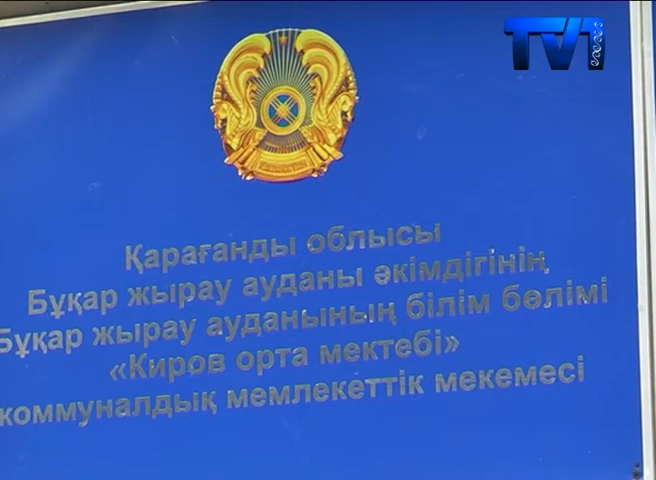 TV1
Қарағанды облысы
Бұқар жырау ауданы әкімдігінің
Бұқар жырау ауданының білім бөлімі
«Киров орта мектебі»
коммуналдық мемлекеттік мекемесі